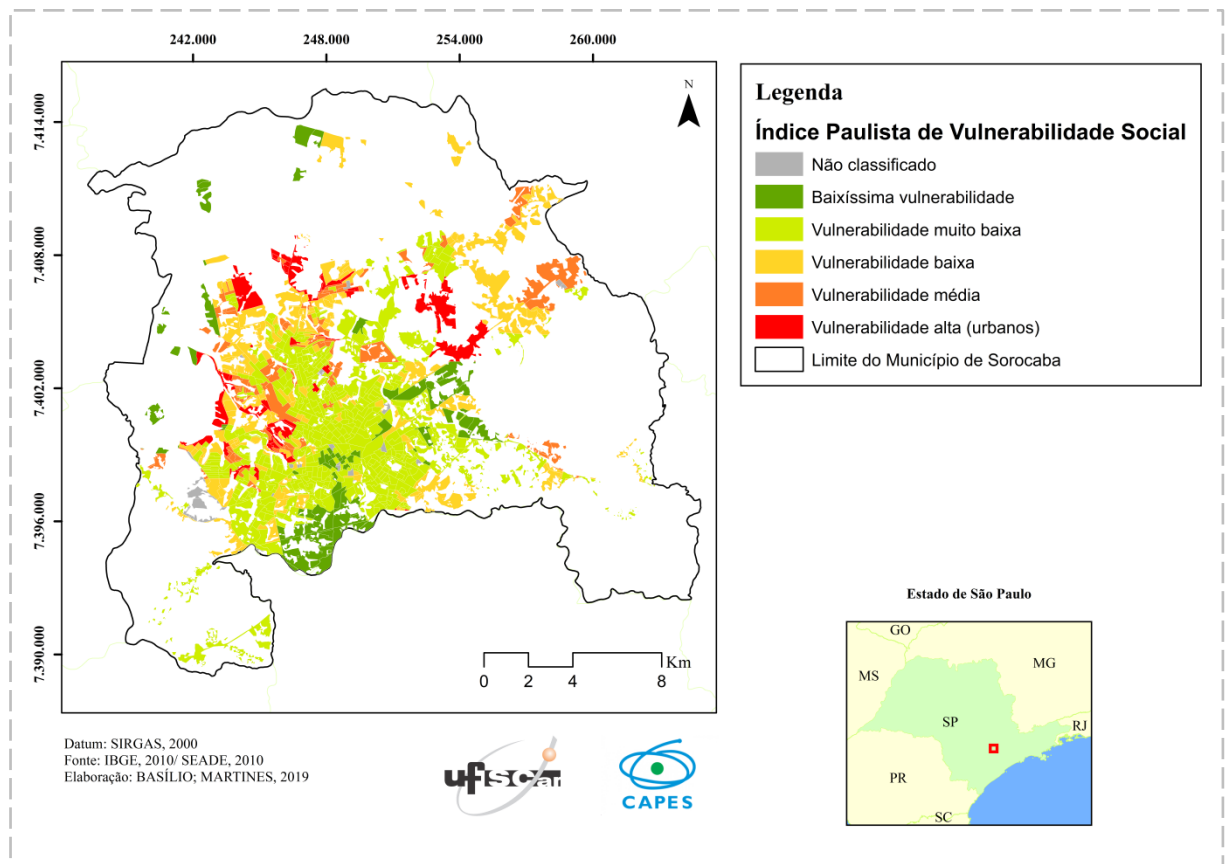 242.000 248.000 254.000 260.000
7.414.000
7.408.000
7.402.000
7.396.000
7.390.000
N
0 2 4 8
Km
Legenda
Índice Paulista de Vulnerabilidade Social
Não classificado
Baixíssima vulnerabilidade
Vulnerabilidade muito baixa
Vulnerabilidade baixa
Vulnerabilidade média
Vulnerabilidade alta (urbanos)
Limite do Município de Sorocaba
Estado de São Paulo
GO
MS
MG
SP
RJ
PR
SC
Datum: SIRGAS, 2000
Fonte: IBGE, 2010/ SEADE, 2010
Elaboração: BASÍLIO; MARTINES, 2019
ufscar
CAPES